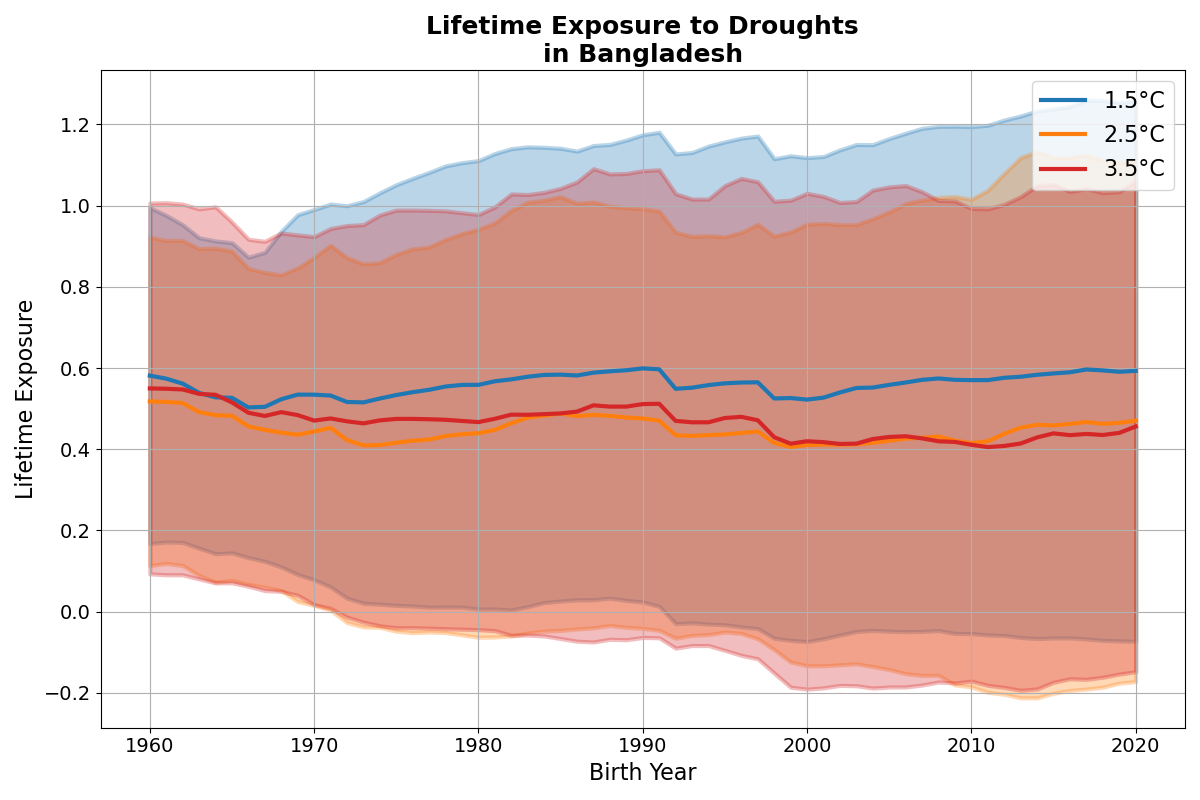 Lifetime Exposure to Droughts
in Bangladesh
1.5°C
2.5°C
3.5°C
Lifetime Exposure
1.2
1.0
0.8
0.6
0.4
0.2
0.0
−0.2
1960 1970 1980 1990 2000 2010 2020
Birth Year